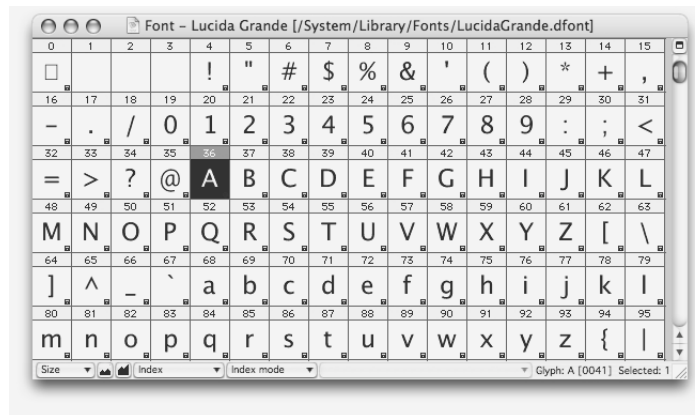 Font – Lucida Grande [/System/Library/Fonts/LucidaGrande.dfont]
0 1 2 3 4 5 6 7 8 9 10 11 12 13 14 15
! " # $ % & ' ( ) * + ,
16 17 18 19 20 21 22 23 24 25 26 27 28 29 30 31
- . / 0 1 2 3 4 5 6 7 8 9 : ; <
32 33 34 35 36 37 38 39 40 41 42 43 44 45 46 47
= > ? @ A B C D E F G H I J K L
48 49 50 51 52 53 54 55 56 57 58 59 60 61 62 63
M N O P Q R S T U V W X Y Z [ \
64 65 66 67 68 69 70 71 72 73 74 75 76 77 78 79
] ^ _ ` a b c d e f g h i j k l
80 81 82 83 84 85 86 87 88 89 90 91 92 93 94 95
m n o p q r s t u v w x y z { |
Size Index Index mode Glyph: A [0041] Selected: 1